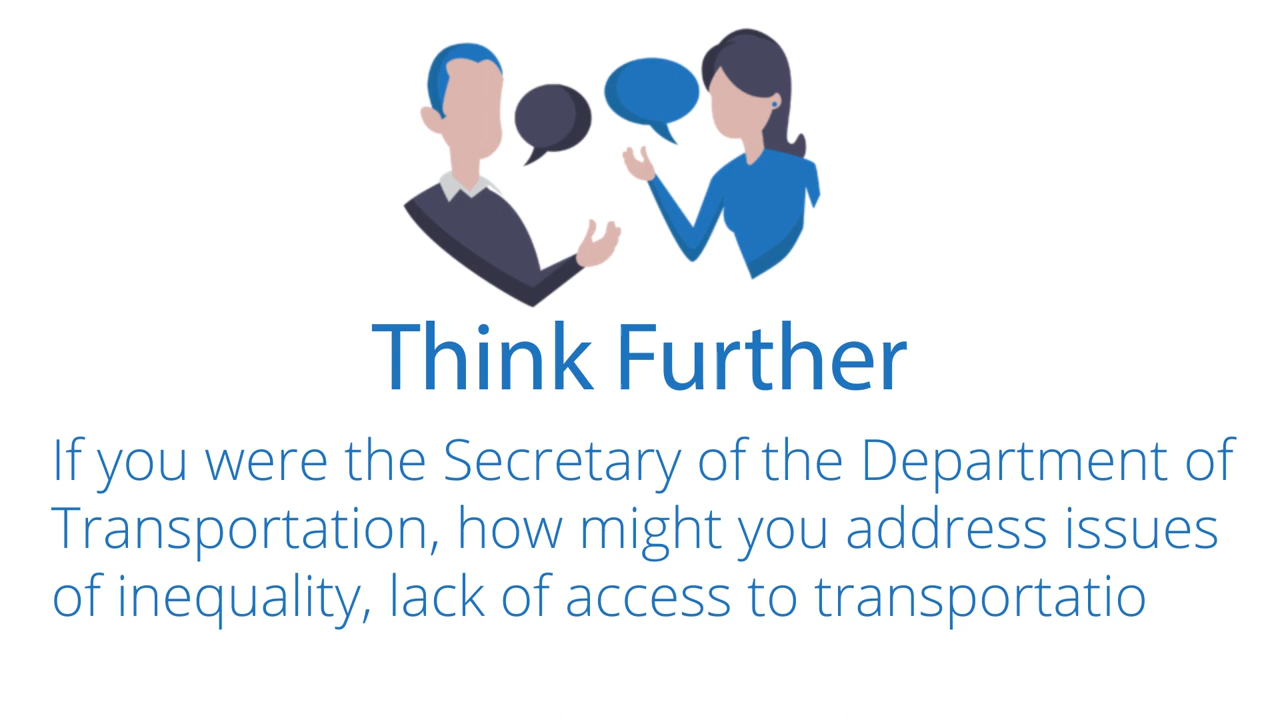 Think Further
If you were the Secretary of the Department of
Transportation, how might you address issues
of inequality, lack of access to transportatio